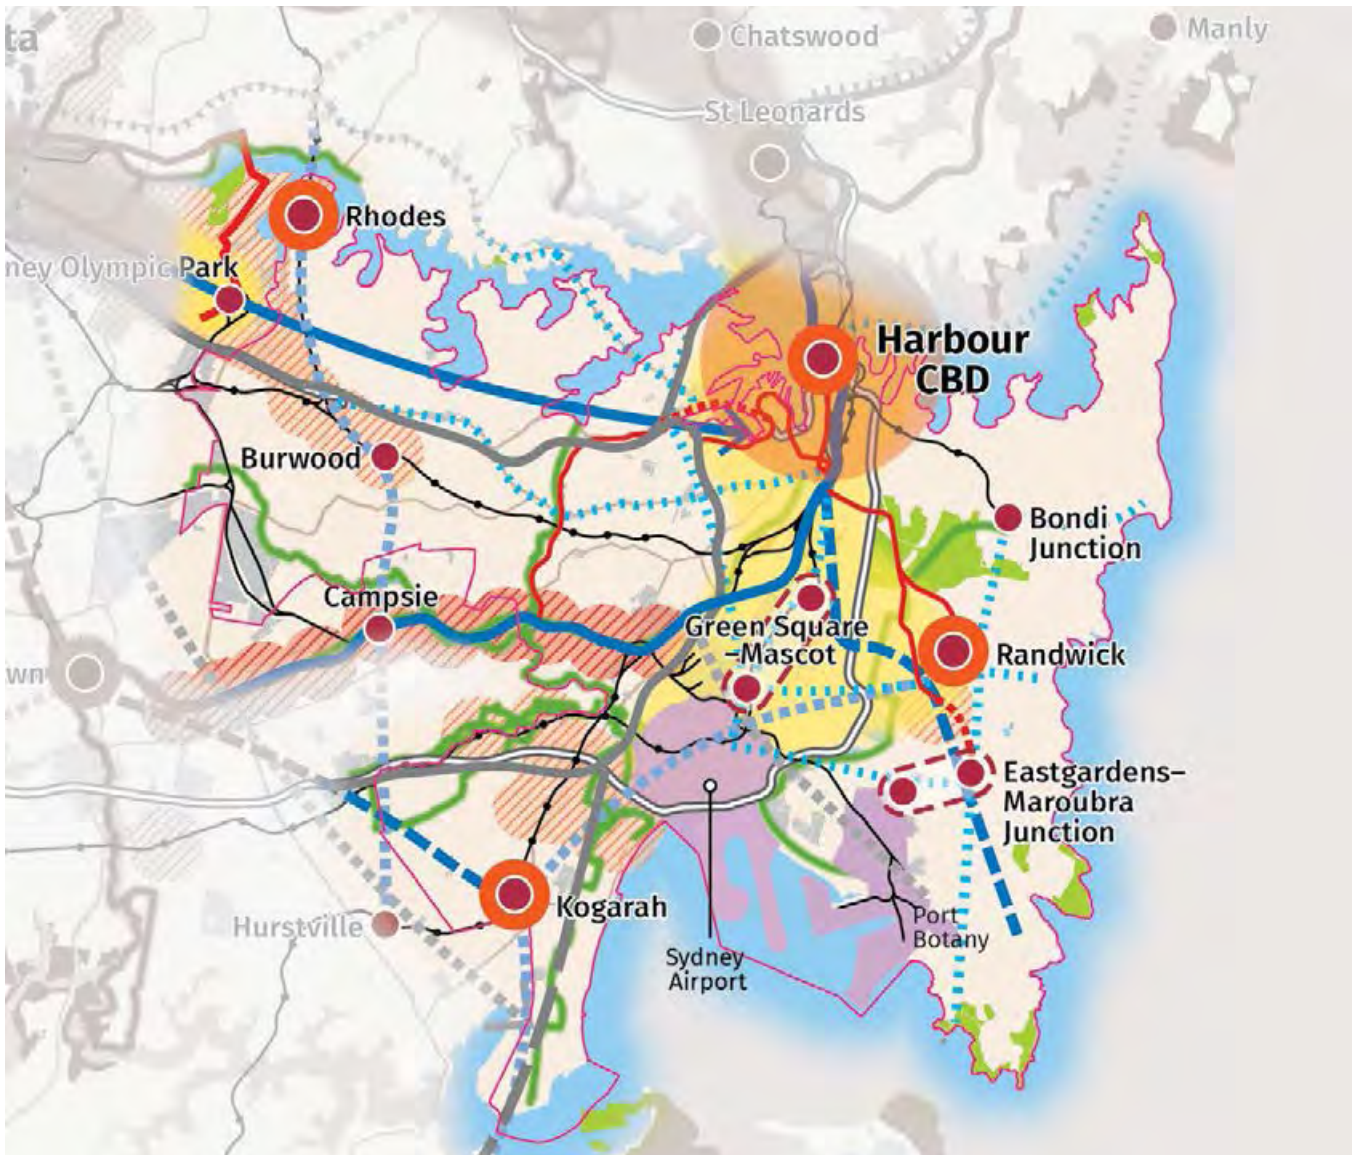 ta
Chatswood
Manly
St Leonards
Rhodes
ney Olympic Park
Harbour
CBD
Burwood
Bondi
Junction
Campsie
Green Square
–Mascot
Randwick
wn
Eastgardens–
Maroubra
Junction
Kogarah
Hurstville
Port
Botany
Sydney
Airport